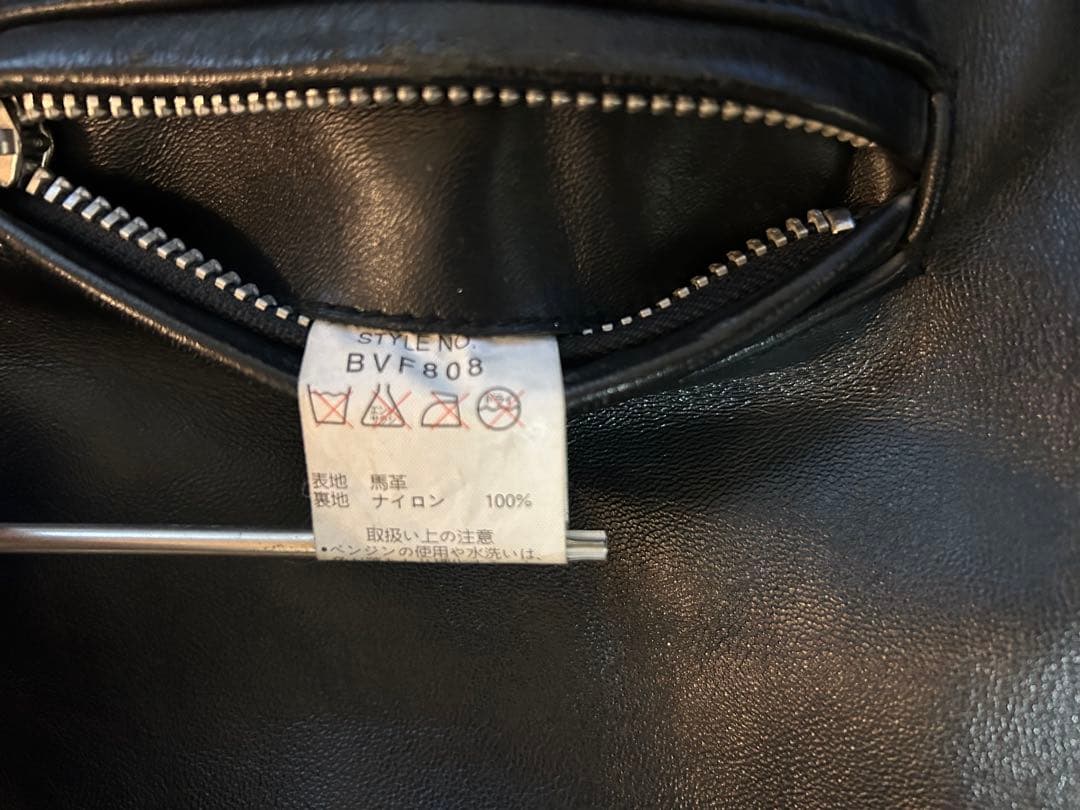 STYLE NO.
BVF808
表地 馬革
裏地 ナイロン 100%
取扱い上の注意
•ベンジンの使用や水洗いは、